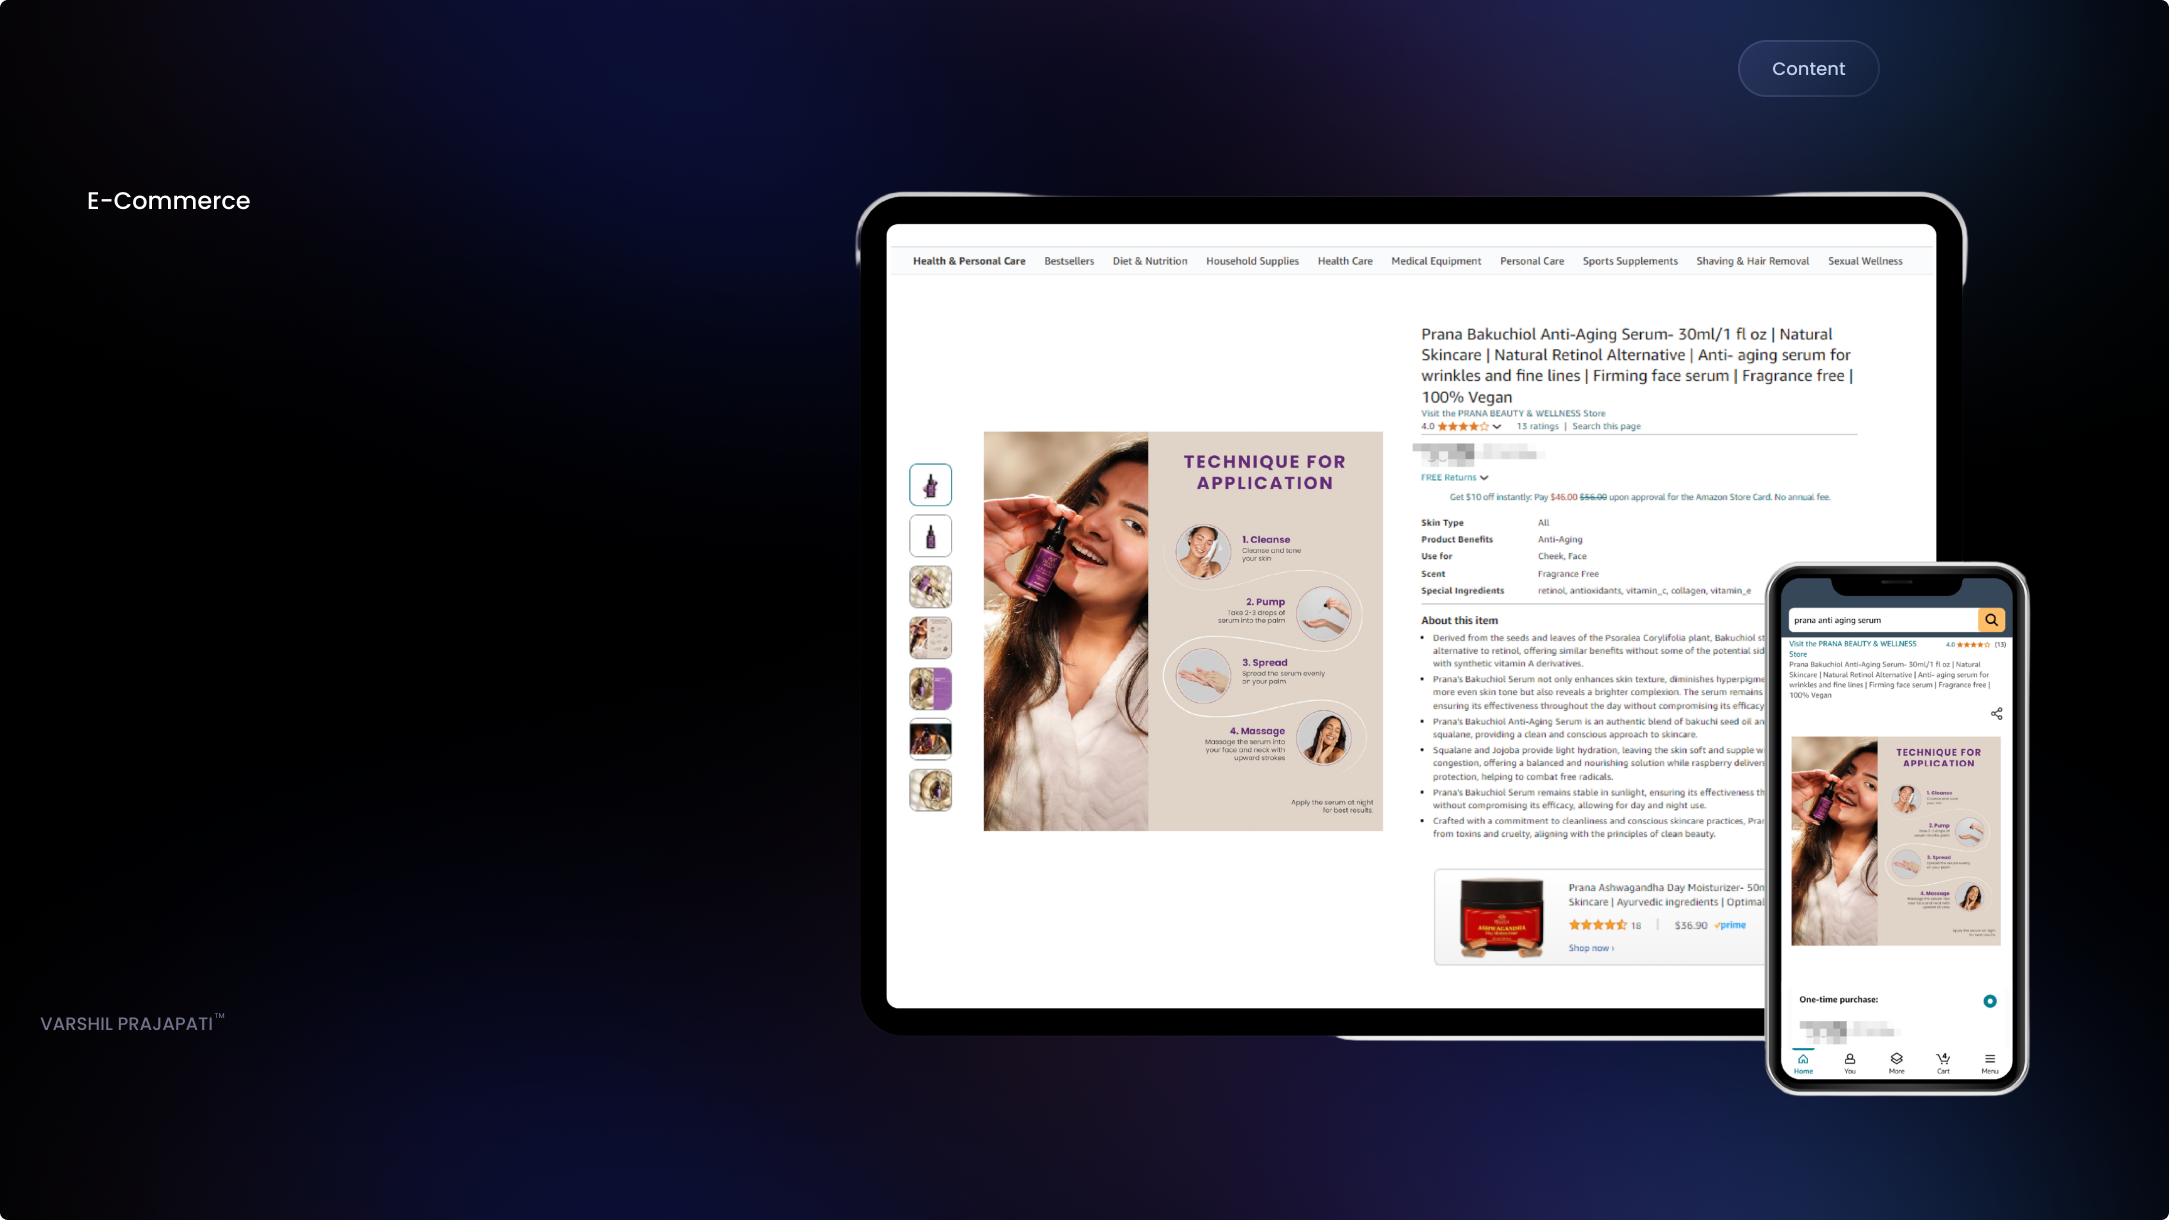 Content
E-Commerce
Health & Personal Care Bestsellers Diet & Nutrition Household Supplies Health Care Medical Equipment Personal Care Sports Supplements Shaving & Hair Removal Sexual Wellness
Prana Bakuchiol Anti-Aging Serum- 30ml/1 fl oz | Natural
Skincare | Natural Retinol Alternative | Anti- aging serum for
wrinkles and fine lines | Firming face serum | Fragrance free |
100% Vegan
Visit the PRANA BEAUTY & WELLNESS Store
4.0 13 ratings | Search this page
FREE Returns
Get $10 off instantly: Pay $46.00 $56.00 upon approval for the Amazon Store Card. No annual fee.
Skin Type All
Product Benefits Anti-Aging
Use for Cheek, Face
Scent Fragrance Free
Special Ingredients retinol, antioxidants, vitamin_c, collagen, vitamin_e
About this item
Derived from the seeds and leaves of the Psoralea Corylifolia plant, Bakuchiol st
alternative to retinol, offering similar benefits without some of the potential sid
with synthetic vitamin A derivatives.
Prana's Bakuchiol Serum not only enhances skin texture, diminishes hyperpigme
more even skin tone but also reveals a brighter complexion. The serum remains
ensuring its effectiveness throughout the day without compromising its efficacy
Prana's Bakuchiol Anti-Aging Serum is an authentic blend of bakuchi seed oil an
squalane, providing a clean and conscious approach to skincare.
Squalane and Jojoba provide light hydration, leaving the skin soft and supple w
congestion, offering a balanced and nourishing solution while raspberry delivers
protection, helping to combat free radicals.
Prana's Bakuchiol Serum remains stable in sunlight, ensuring its effectiveness th
without compromising its efficacy, allowing for day and night use.
Crafted with a commitment to cleanliness and conscious skincare practices, Pran
from toxins and cruelty, aligning with the principles of clean beauty.
TECHNIQUE FOR
APPLICATION
1. Cleanse
Cleanse and tone
your skin
2. Pump
Take 2-3 drops of
serum into the palm
3. Spread
Spread the serum evenly
on your palm
4. Massage
Massage the serum into
your face and neck with
upward strokes
Apply the serum at night
for best results.
ASHWAGANDHA
Prana Ashwagandha Day Moisturizer- 50m
Skincare | Ayurvedic ingredients | Optimal
18 | $36.90 prime
Shop now ›
prana anti aging serum
Visit the PRANA BEAUTY & WELLNESS
Store
4.0 (13)
Prana Bakuchiol Anti-Aging Serum- 30ml/1 fl oz | Natural
Skincare | Natural Retinol Alternative | Anti- aging serum for
wrinkles and fine lines | Firming face serum | Fragrance free |
100% Vegan
TECHNIQUE FOR
APPLICATION
1. Cleanse
2. Pump
3. Spread
4. Massage
One-time purchase:
Home You More Cart Menu
VARSHIL PRAJAPATI™